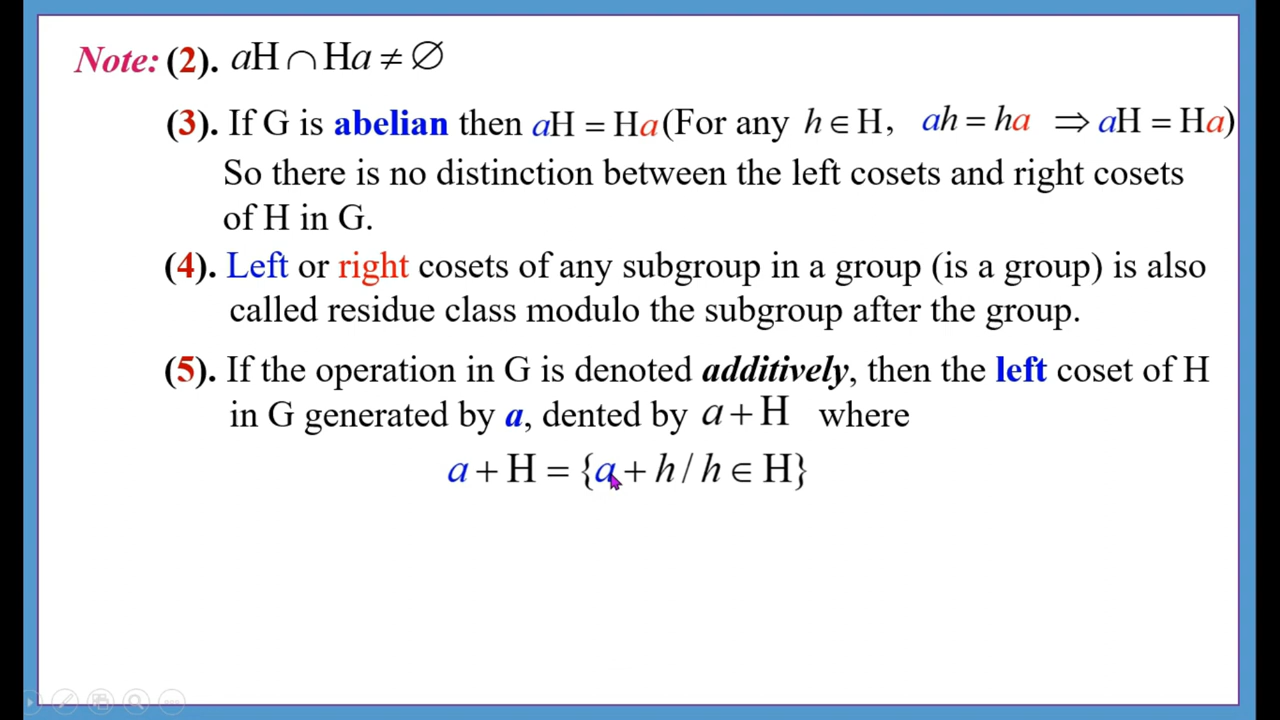 Note: (2). aH ∩ Ha ≠ ∅
(3). If G is abelian then aH = Ha (For any h ∈ H, ah = ha ⇒ aH = Ha)
So there is no distinction between the left cosets and right cosets
of H in G.
(4). Left or right cosets of any subgroup in a group (is a group) is also
called residue class modulo the subgroup after the group.
(5). If the operation in G is denoted additively, then the left coset of H
in G generated by a, dented by a + H where
a + H = {a + h / h ∈ H}